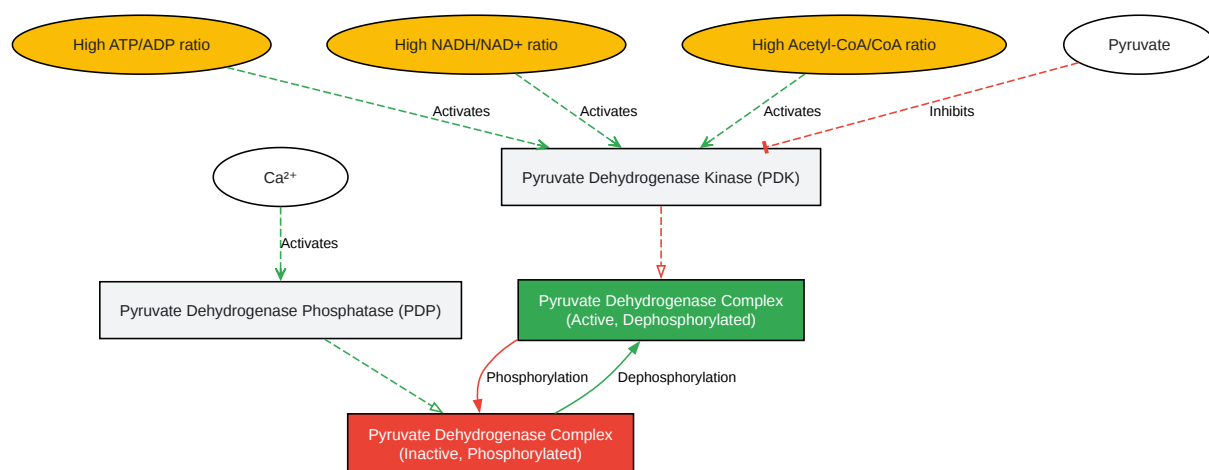 High ATP/ADP ratio
High NADH/NAD+ ratio
High Acetyl-CoA/CoA ratio
Pyruvate
Activates
Activates
Activates
Inhibits
Ca²⁺
Pyruvate Dehydrogenase Kinase (PDK)
Activates
Pyruvate Dehydrogenase Phosphatase (PDP)
Pyruvate Dehydrogenase Complex
(Active, Dephosphorylated)
Phosphorylation
Dephosphorylation
Pyruvate Dehydrogenase Complex
(Inactive, Phosphorylated)